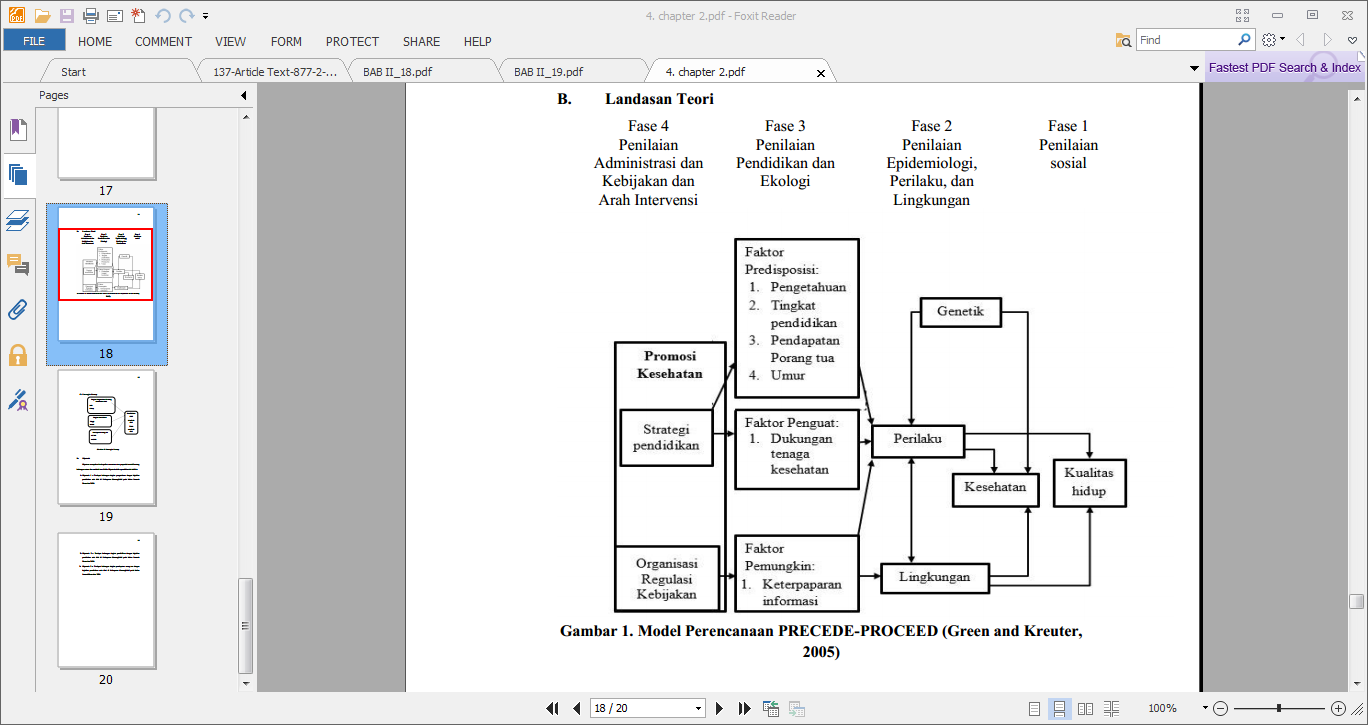 4. chapter 2.pdf - Foxit Reader
FILE HOME COMMENT VIEW FORM PROTECT SHARE HELP
Find
Start
137-Article Text-877-2-...
BAB II_18.pdf
BAB II_19.pdf
4. chapter 2.pdf
Fastest PDF Search & Index
Pages
17
18
19
20
B. Landasan Teori
Fase 4
Penilaian
Administrasi dan
Kebijakan dan
Arah Intervensi
Fase 3
Penilaian
Pendidikan dan
Ekologi
Fase 2
Penilaian
Epidemiologi,
Perilaku, dan
Lingkungan
Fase 1
Penilaian
sosial
Promosi
Kesehatan
Strategi
pendidikan
Organisasi
Regulasi
Kebijakan
Faktor
Predisposisi:
1. Pengetahuan
2. Tingkat
pendidikan
3. Pendapatan
Porang tua
4. Umur
Faktor Penguat:
1. Dukungan
tenaga
kesehatan
Faktor
Pemungkin:
1. Keterpaparan
informasi
Genetik
Perilaku
Kesehatan
Kualitas
hidup
Lingkungan
Gambar 1. Model Perencanaan PRECEDE-PROCEED (Green and Kreuter,
2005)
18 / 20
100%